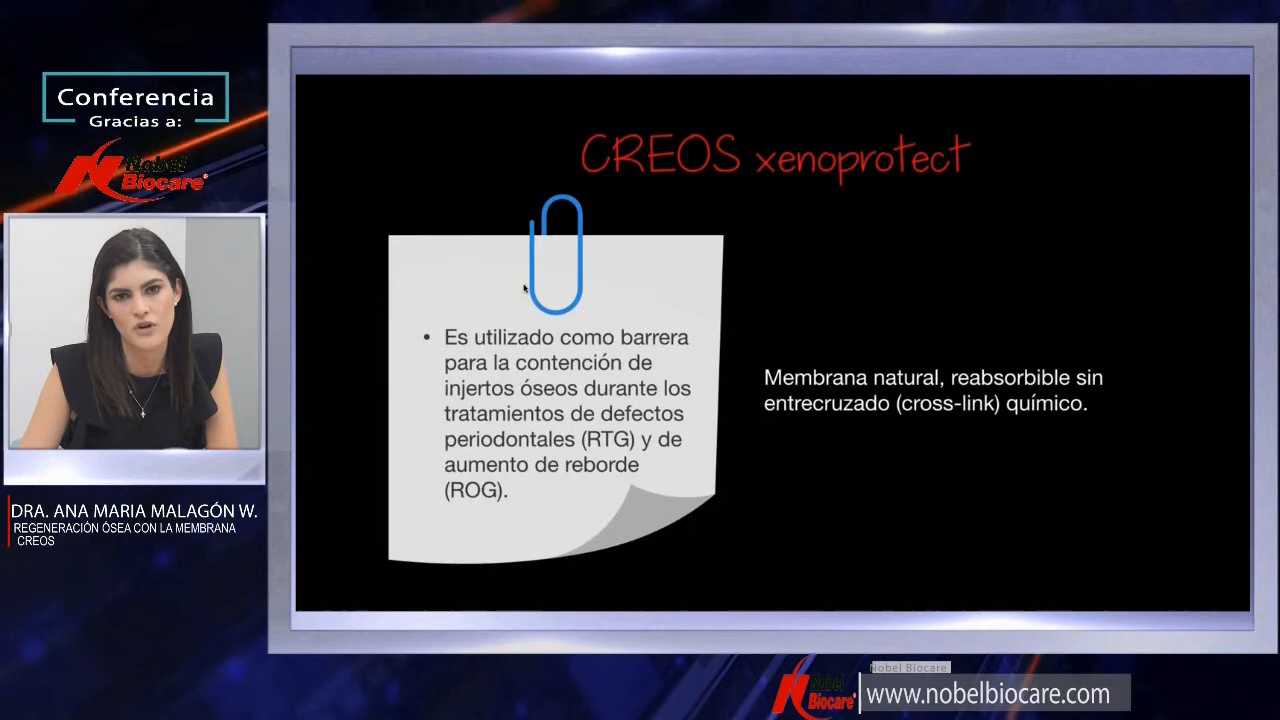 Conferencia
Gracias a:
Nobel
Biocare®
DRA. ANA MARIA MALAGÓN W.
REGENERACIÓN ÓSEA CON LA MEMBRANA
CREOS
CREOS xenoprotect
• Es utilizado como barrera
para la contención de
injertos óseos durante los
tratamientos de defectos
periodontales (RTG) y de
aumento de reborde
(ROG).
Membrana natural, reabsorbible sin
entrecruzado (cross-link) químico.
Nobel
Biocare®
Nobel Biocare
www.nobelbiocare.com